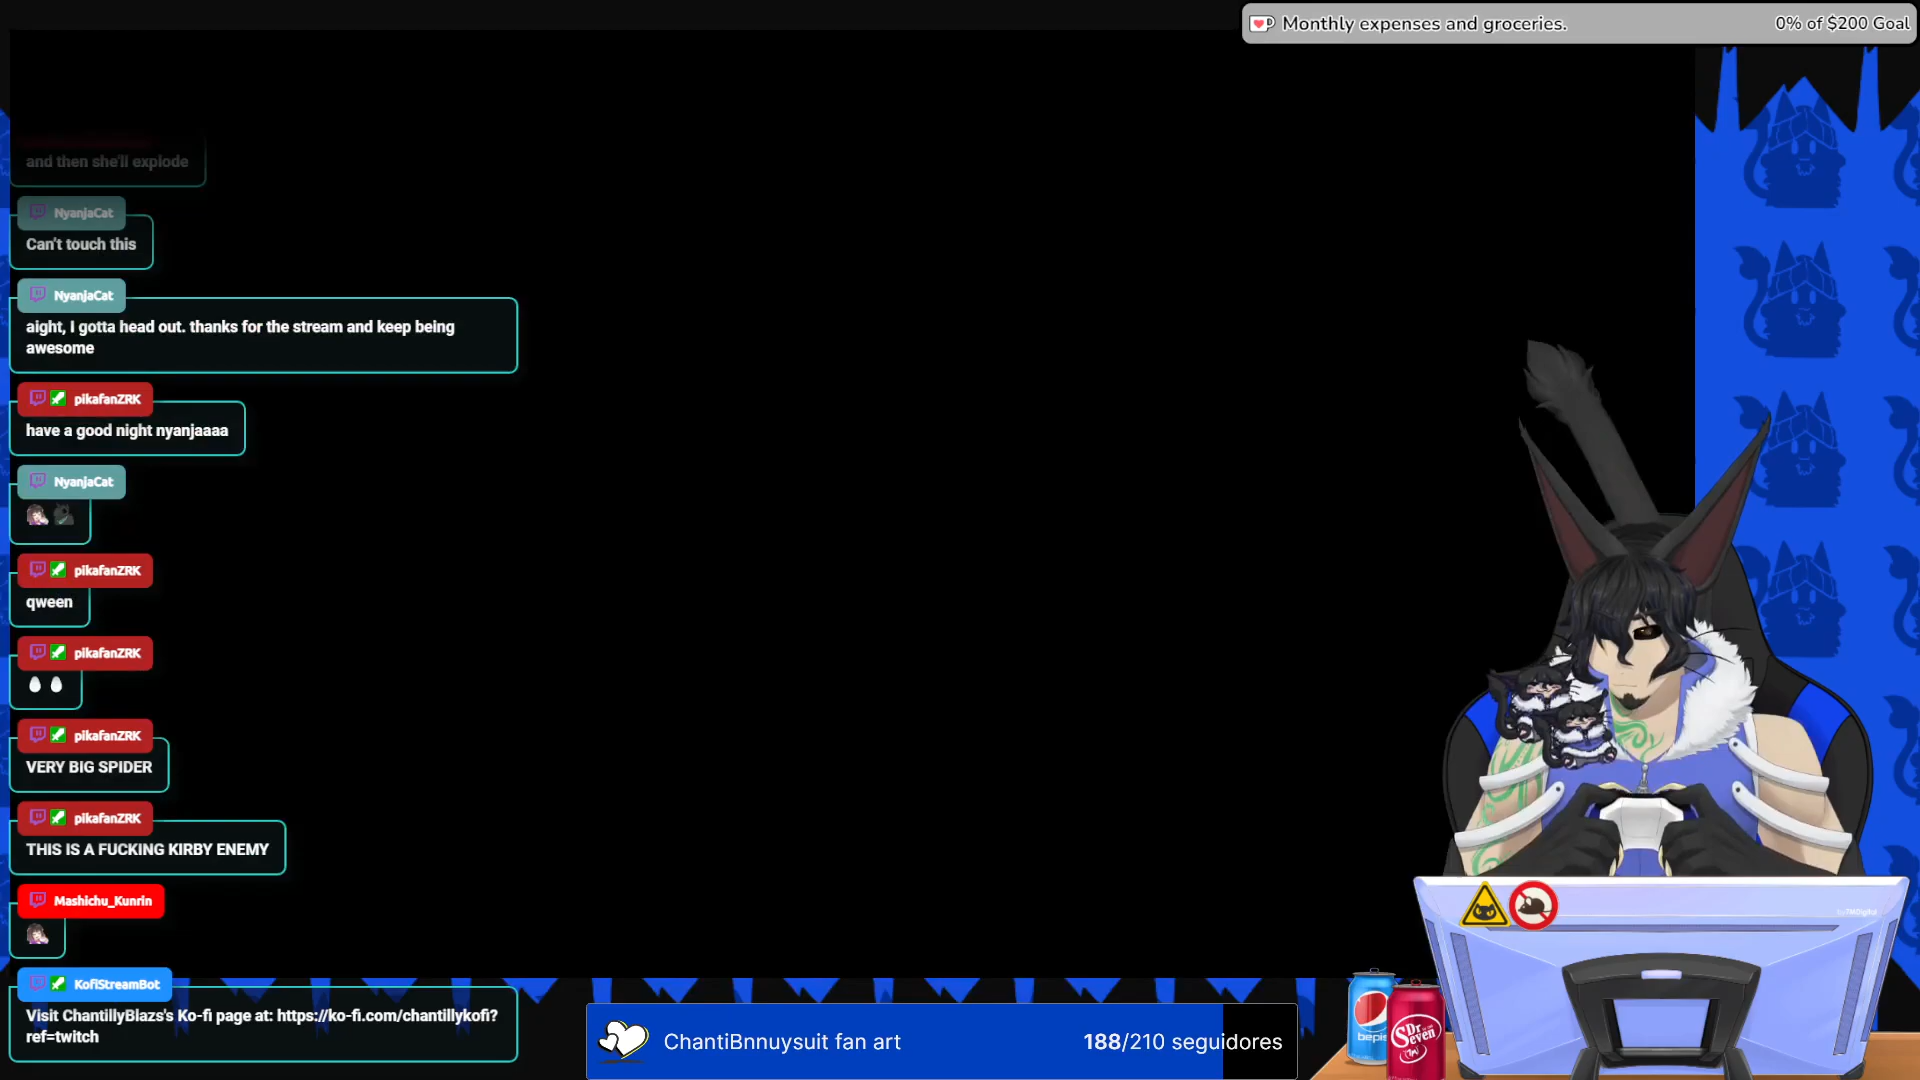 Monthly expenses and groceries.
0% of $200 Goal
and then she'll explode
NyanjaCat
Can't touch this
NyanjaCat
aight, I gotta head out. thanks for the stream and keep being
awesome
pikafanZRK
have a good night nyanjaaaa
NyanjaCat
pikafanZRK
qween
pikafanZRK
pikafanZRK
VERY BIG SPIDER
pikafanZRK
THIS IS A FUCKING KIRBY ENEMY
Mashichu_Kunrin
KofiStreamBot
Visit ChantillyBlazs's Ko-fi page at: https://ko-fi.com/chantillykofi?
ref=twitch
ChantiBnnuysuit fan art
188/210 seguidores
bepis
Dr
Seven